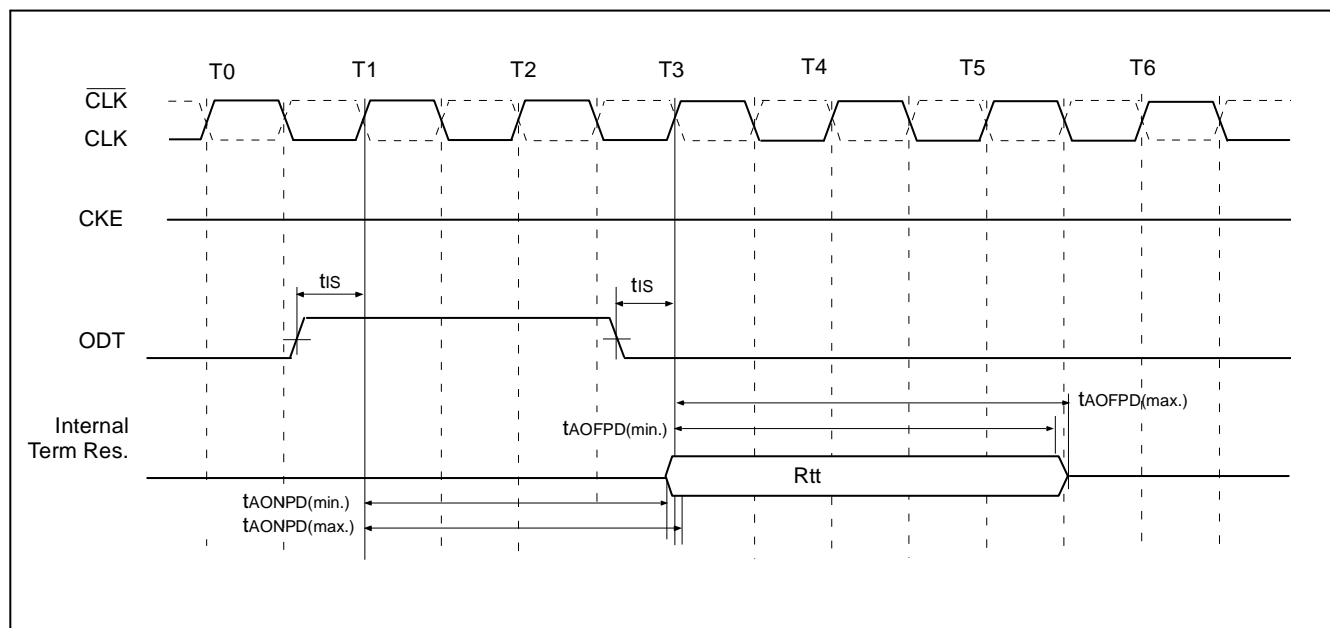 T0 T1 T2 T3 T4 T5 T6
CLK
CLK
CKE
tIS tIS
ODT
tAOFPD(max.)
Internal tAOFPD(min.)
Term Res.
Rtt
tAONPD(min.)
tAONPD(max.)